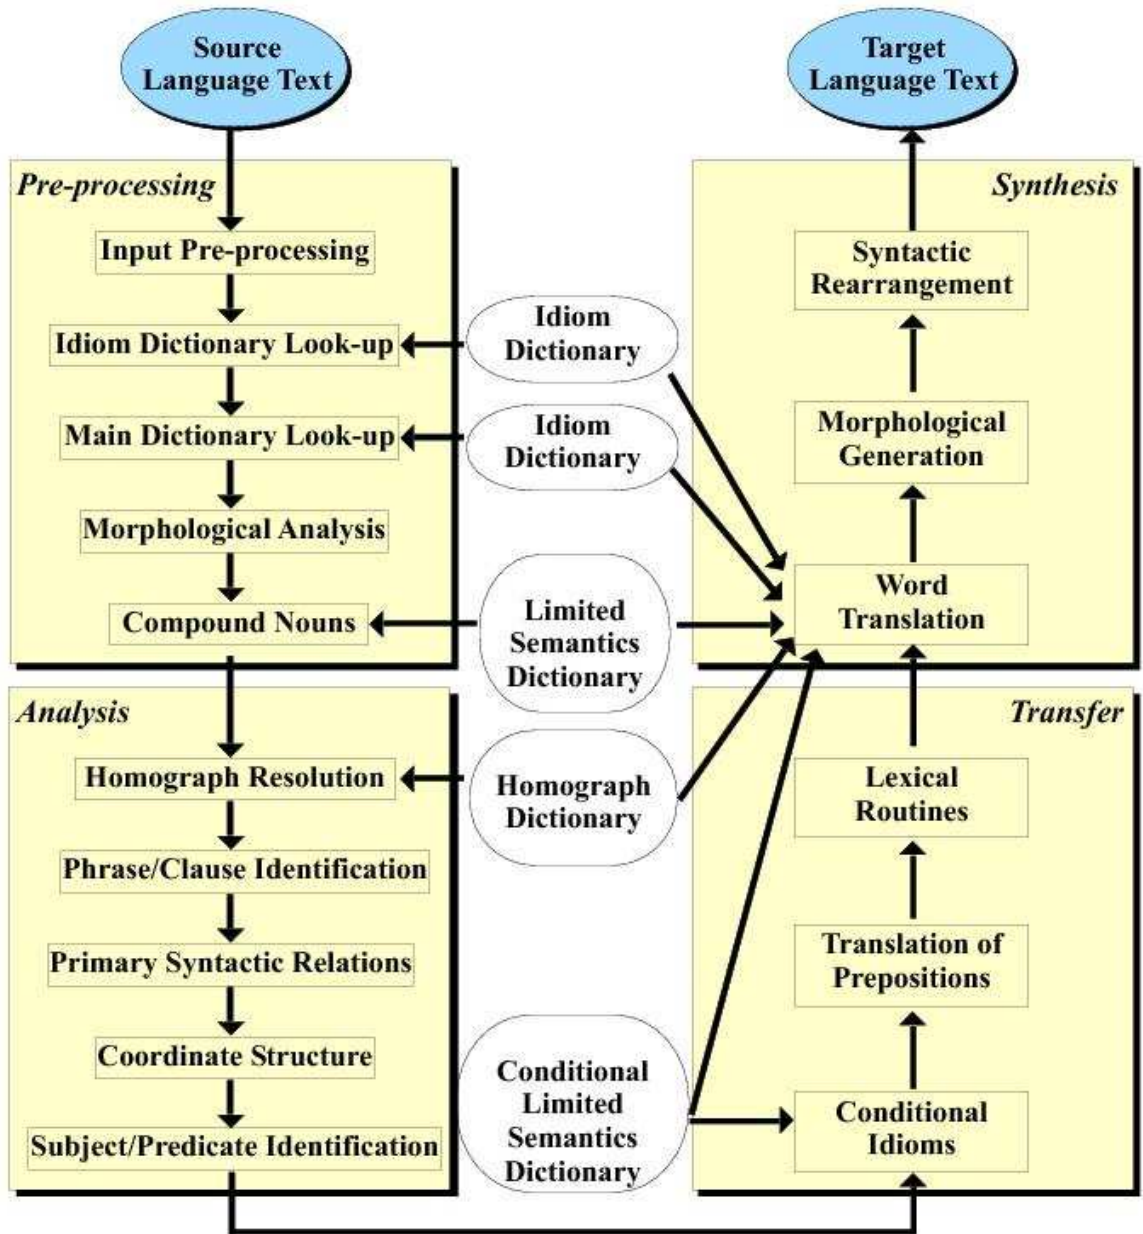 Source
Language Text
Target
Language Text
Pre-processing
Input Pre-processing
Idiom Dictionary Look-up
Main Dictionary Look-up
Morphological Analysis
Compound Nouns
Analysis
Homograph Resolution
Phrase/Clause Identification
Primary Syntactic Relations
Coordinate Structure
Subject/Predicate Identification
Idiom
Dictionary
Idiom
Dictionary
Limited
Semantics
Dictionary
Homograph
Dictionary
Conditional
Limited
Semantics
Dictionary
Synthesis
Syntactic
Rearrangement
Morphological
Generation
Word
Translation
Transfer
Lexical
Routines
Translation of
Prepositions
Conditional
Idioms